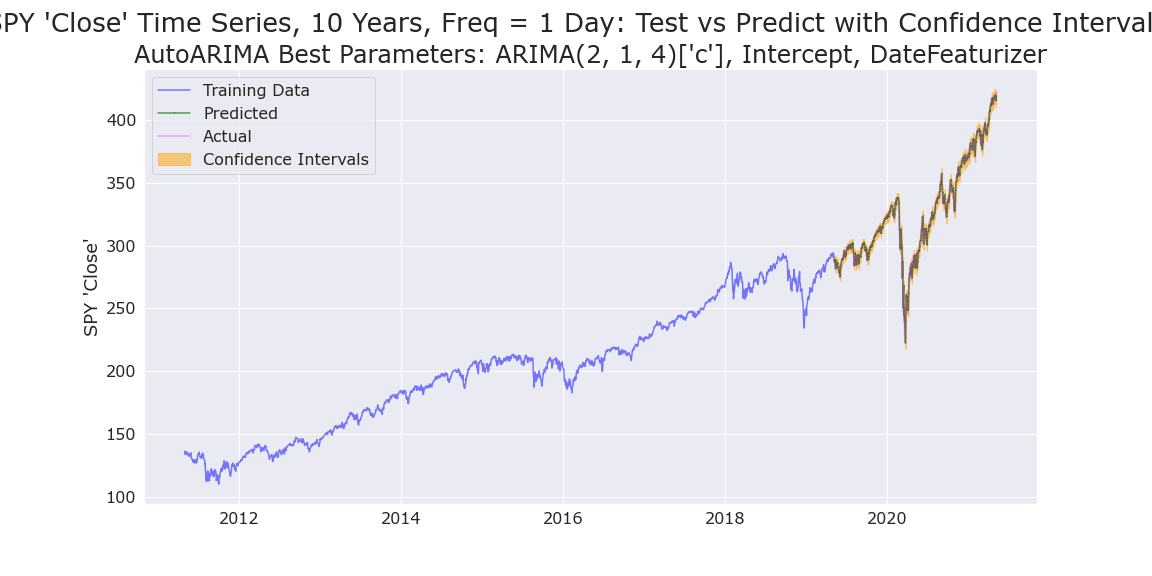 SPY 'Close' Time Series, 10 Years, Freq = 1 Day: Test vs Predict with Confidence Interval
AutoARIMA Best Parameters: ARIMA(2, 1, 4)['c'], Intercept, DateFeaturizer
Training Data
Predicted
Actual
Confidence Intervals
SPY 'Close'
400
350
300
250
200
150
100
2012
2014
2016
2018
2020